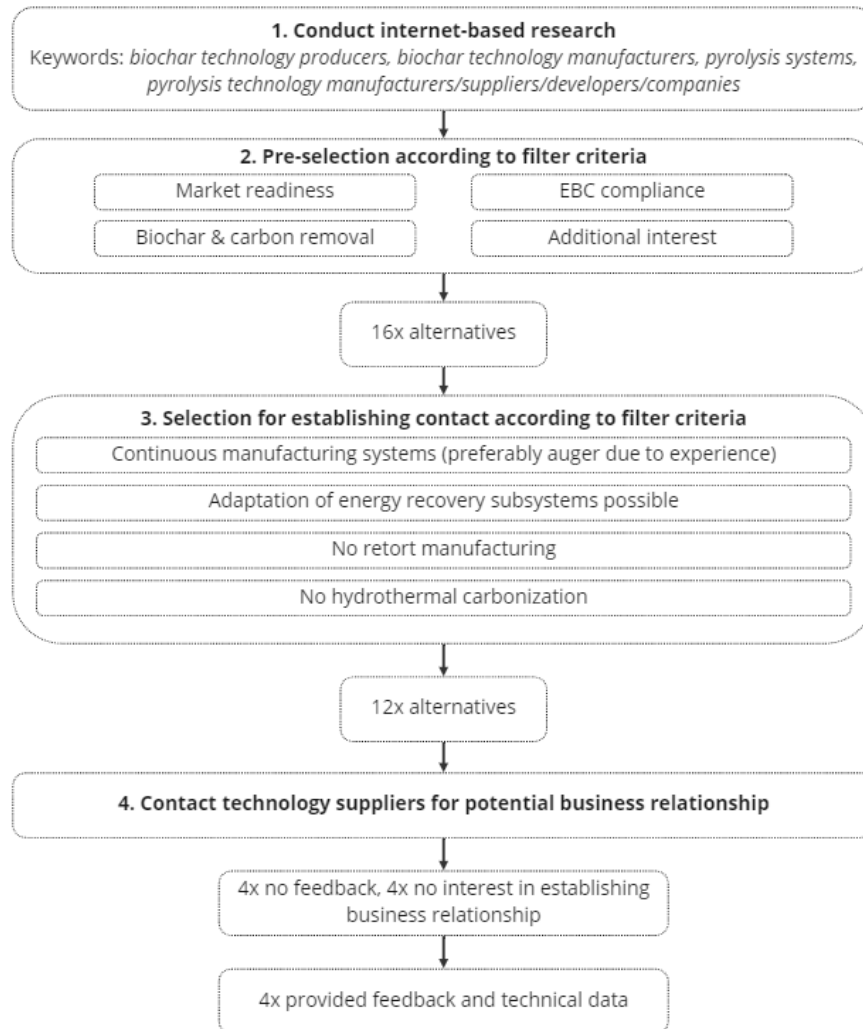 1. Conduct internet-based research
Keywords: biochar technology producers, biochar technology manufacturers, pyrolysis systems,
pyrolysis technology manufacturers/suppliers/developers/companies
2. Pre-selection according to filter criteria
Market readiness
EBC compliance
Biochar & carbon removal
Additional interest
16x alternatives
3. Selection for establishing contact according to filter criteria
Continuous manufacturing systems (preferably auger due to experience)
Adaptation of energy recovery subsystems possible
No retort manufacturing
No hydrothermal carbonization
12x alternatives
4. Contact technology suppliers for potential business relationship
4x no feedback, 4x no interest in establishing
business relationship
4x provided feedback and technical data